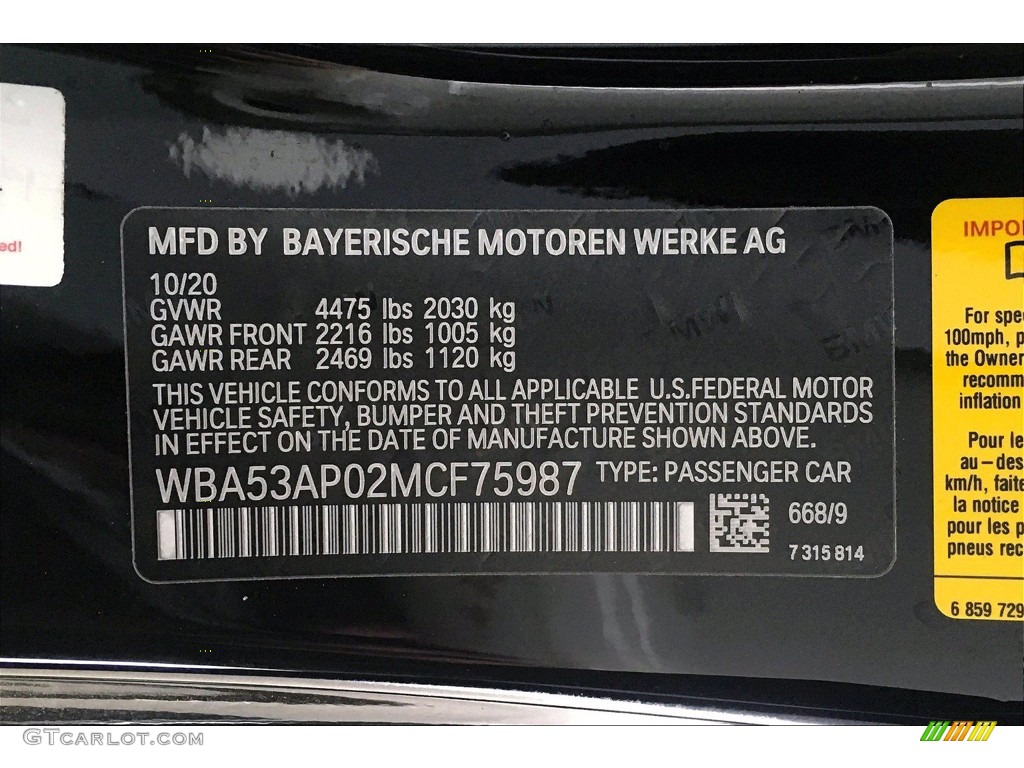 ed!
MFD BY BAYERISCHE MOTOREN WERKE AG
10/20
GVWR 4475 lbs 2030 kg
GAWR FRONT 2216 lbs 1005 kg
GAWR REAR 2469 lbs 1120 kg
THIS VEHICLE CONFORMS TO ALL APPLICABLE U.S.FEDERAL MOTOR
VEHICLE SAFETY, BUMPER AND THEFT PREVENTION STANDARDS
IN EFFECT ON THE DATE OF MANUFACTURE SHOWN ABOVE.
WBA53AP02MCF75987 TYPE: PASSENGER CAR
668/9
7 315 814
IMPO
For spe
100mph, p
the Owner
recomm
inflation
Pour le
au-des
km/h, faite
la notice
pour les p
pneus rec
6 859 729
GTCARLOT.COM